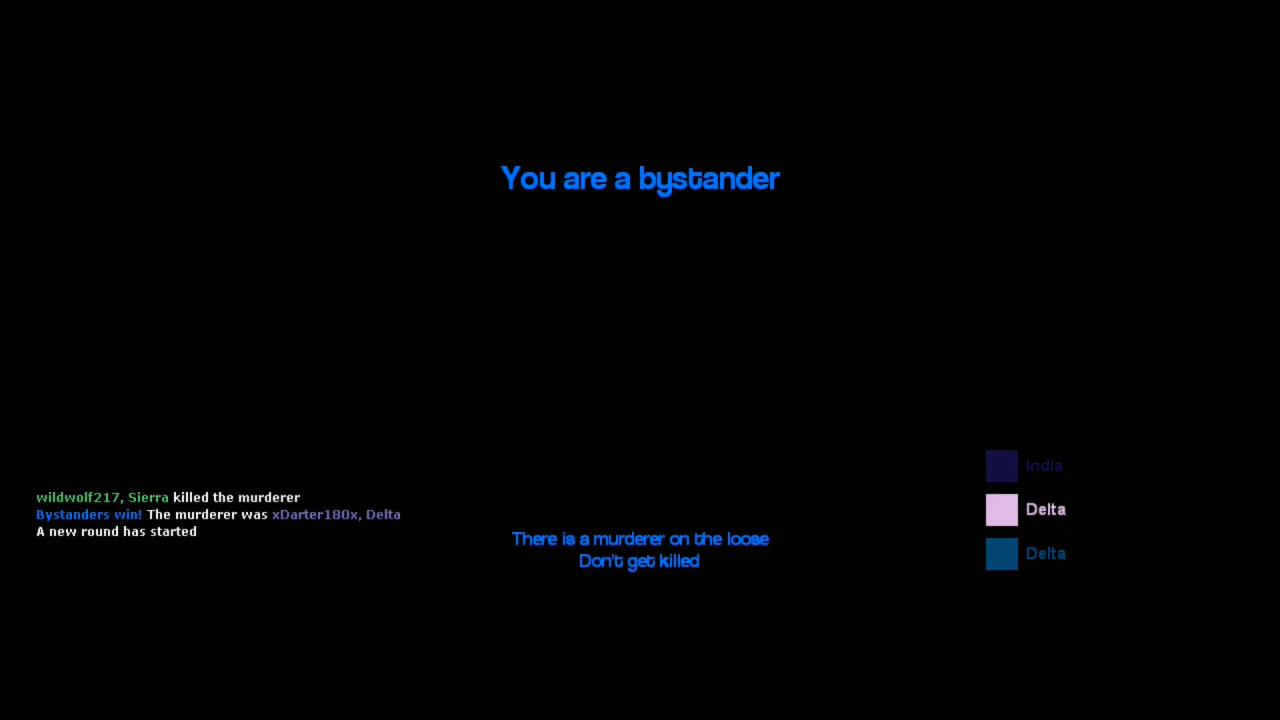 You are a bystander
India
wildwolf217, Sierra killed the murderer
Delta
Bystanders win! The murderer was xDarter180x, Delta
A new round has started
There is a murderer on the loose
Don't get killed
Delta